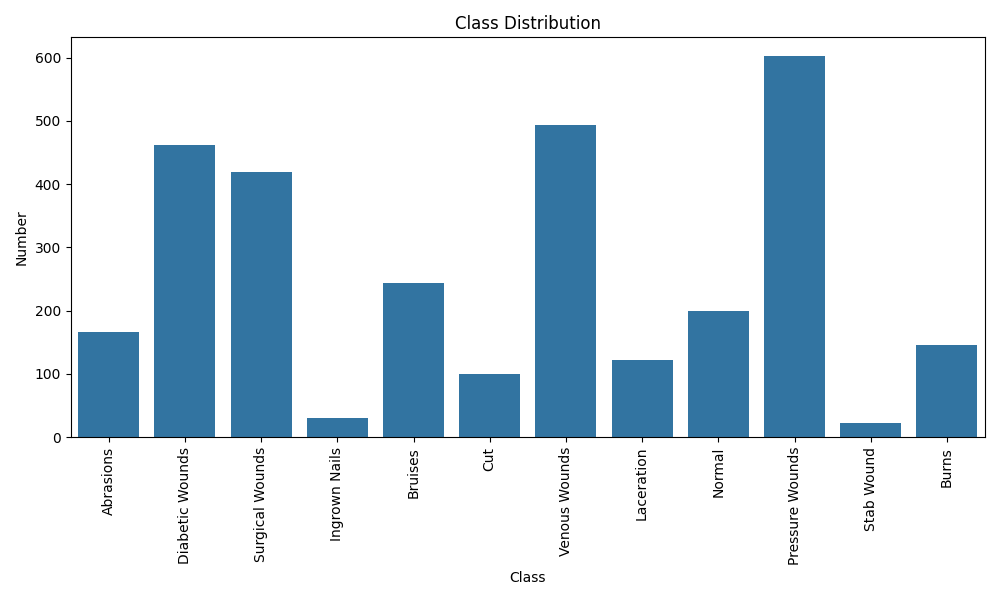 Class Distribution
Number
600
500
400
300
200
100
0
Abrasions
Diabetic Wounds
Surgical Wounds
Ingrown Nails
Bruises
Cut
Venous Wounds
Laceration
Normal
Pressure Wounds
Stab Wound
Burns
Class